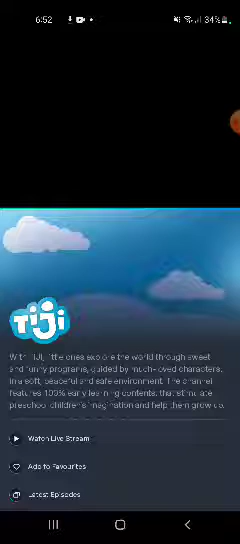 6:52
34%
TiJi
With TiJi, little ones explore the world through sweet
and funny programs, guided by much-loved characters,
in a soft, peaceful and safe environment. The channel
features 100% early learning contents, that stimulate
preschool children's imagination and help them grow up.
Watch Live Stream
Add to Favourites
Latest Episodes